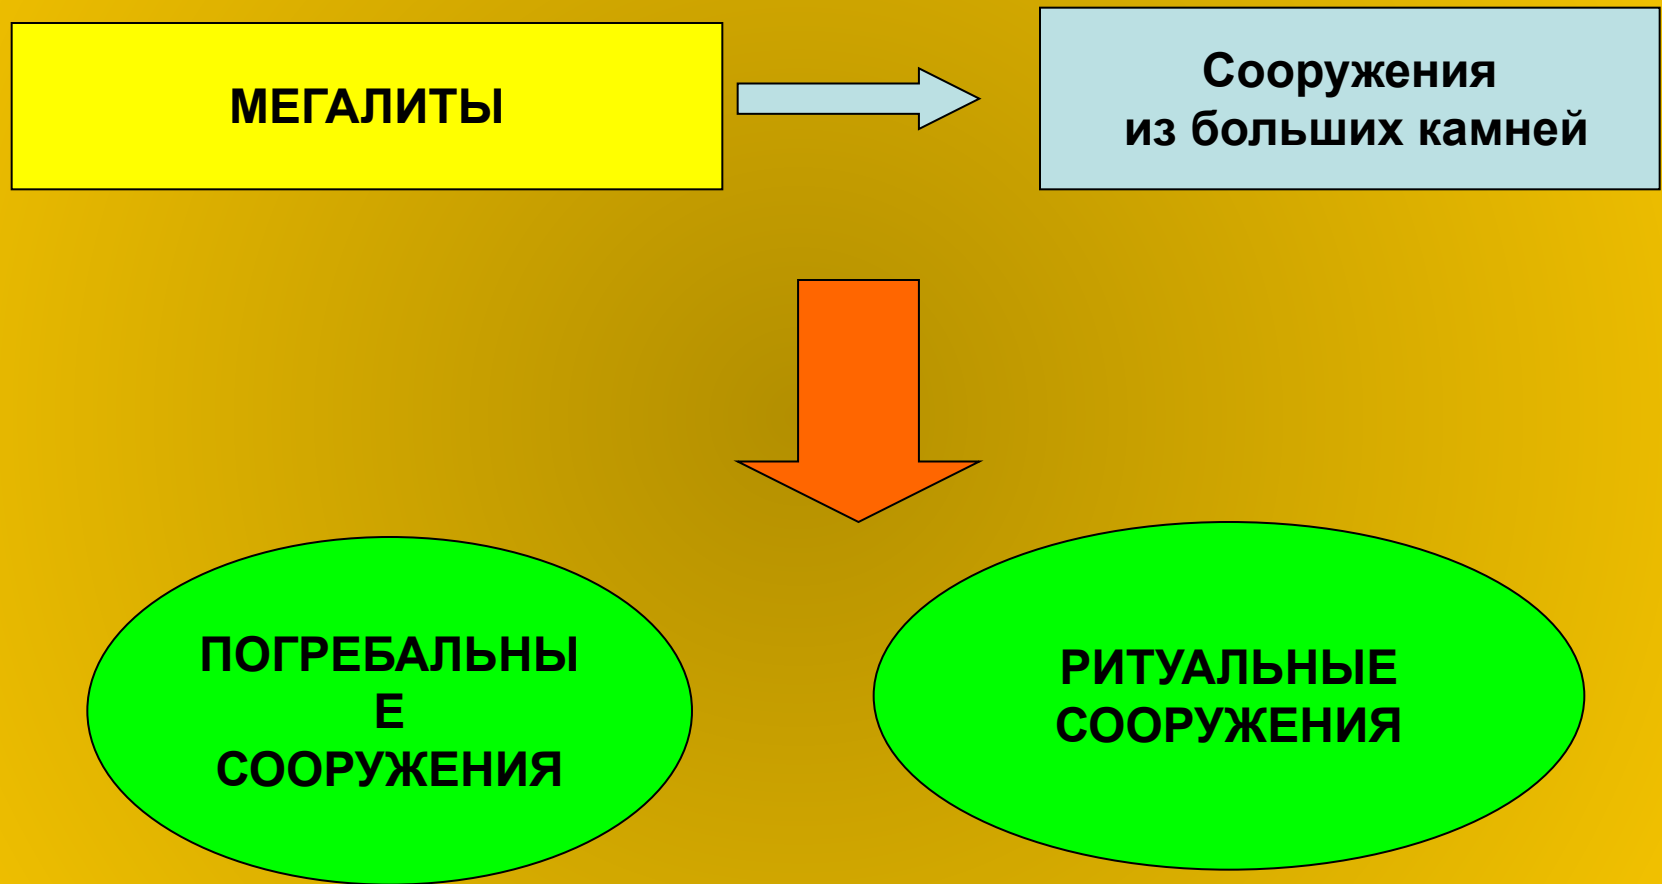 МЕГАЛИТЫ
Сооружения
из больших камней
ПОГРЕБАЛЬНЫ
Е
СООРУЖЕНИЯ
РИТУАЛЬНЫЕ
СООРУЖЕНИЯ